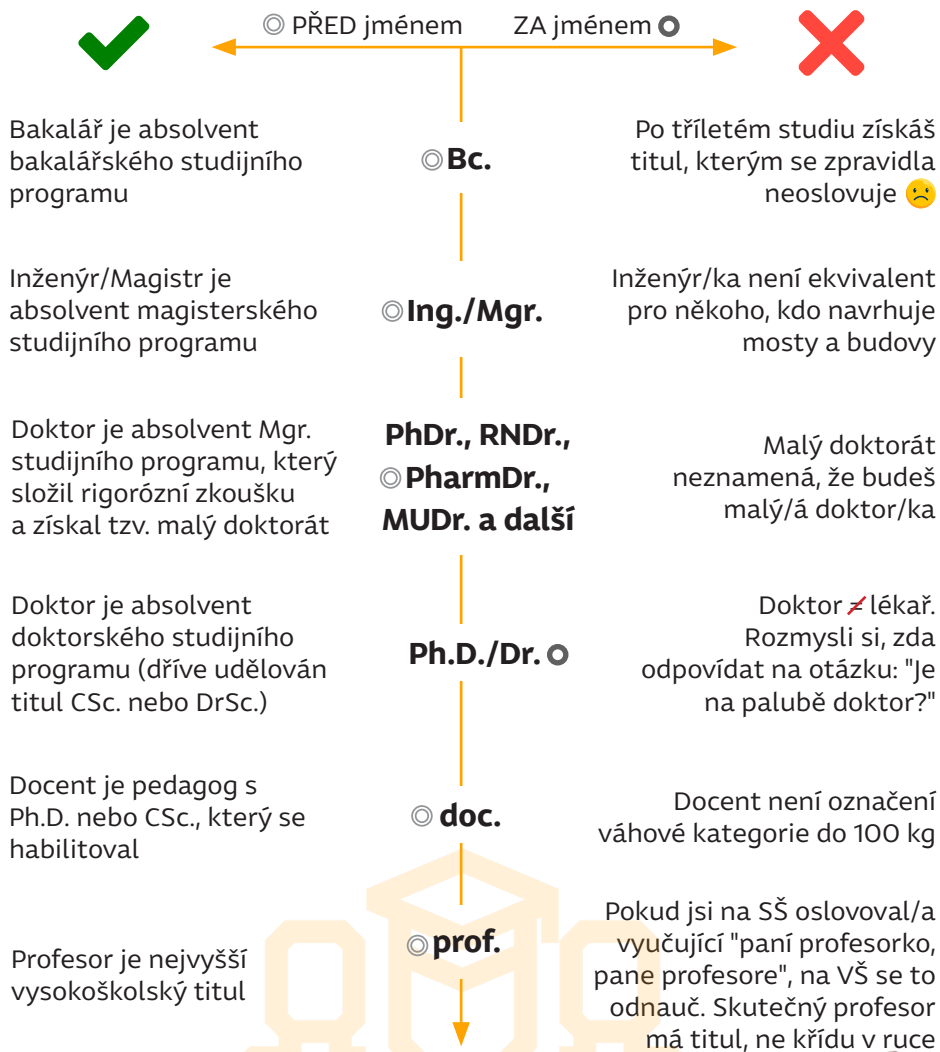 ◎ PŘED jménem ZA jménem
Bakalář je absolvent
bakalářského studijního
programu
Bc.
Po tříletém studiu získáš
titul, kterým se zpravidla
neoslovuje
Inženýr/Magistr je
absolvent magisterského
studijního programu
Ing./Mgr.
Inženýr/ka není ekvivalent
pro někoho, kdo navrhuje
mosty a budovy
Doktor je absolvent Mgr.
studijního programu, který
složil rigorózní zkoušku
a získal tzv. malý doktorát
PhDr., RNDr.,
PharmDr.,
MUDr. a další
Malý doktorát
neznamená, že budeš
malý/á doktor/ka
Doktor je absolvent
doktorského studijního
programu (dříve udělován
titul CSc. nebo DrSc.)
Ph.D./Dr.
Doktor ≠ lékař.
Rozmysli si, zda
odpovídat na otázku: "Je
na palubě doktor?"
Docent je pedagog s
Ph.D. nebo CSc., který se
habilitoval
doc.
Docent není označení
váhové kategorie do 100 kg
Profesor je nejvyšší
vysokoškolský titul
prof.
Pokud jsi na SŠ oslovoval/a
vyučující "paní profesorko,
pane profesore", na VŠ se to
odnauč. Skutečný profesor
má titul, ne křídu v ruce